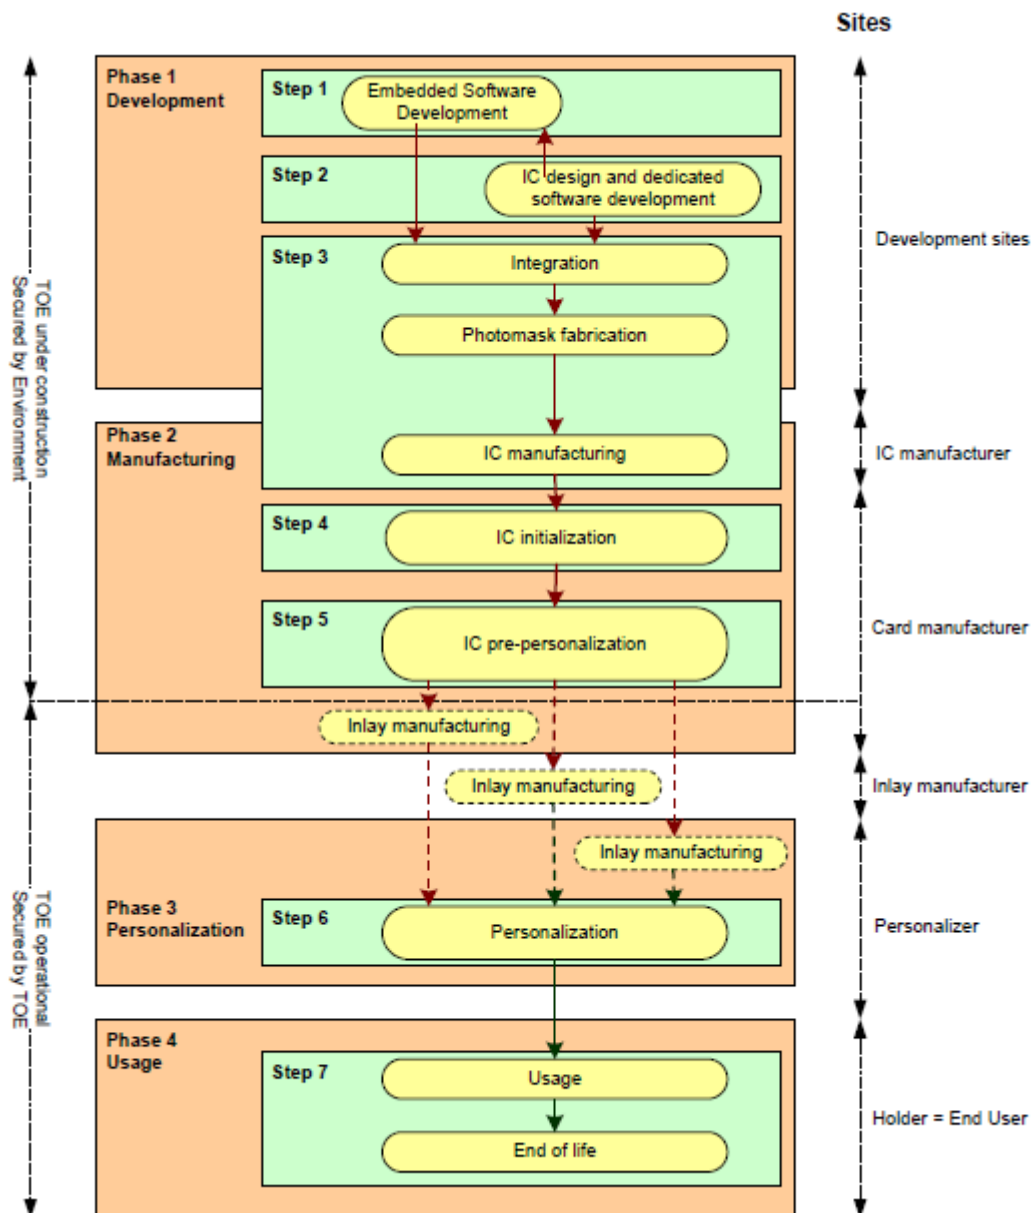 Sites
Phase 1
Development
Step 1
Embedded Software
Development
Step 2
IC design and dedicated
software development
Development sites
Step 3
Integration
TOE under construction
Secured by Environment
Photomask fabrication
Phase 2
Manufacturing
IC manufacturing
IC manufacturer
Step 4
IC initialization
Step 5
IC pre-personalization
Card manufacturer
Inlay manufacturing
Inlay manufacturing
Inlay manufacturer
Inlay manufacturing
TOE operational
Secured by TOE
Phase 3
Personalization
Step 6
Personalization
Personalizer
Phase 4
Usage
Step 7
Usage
Holder = End User
End of life